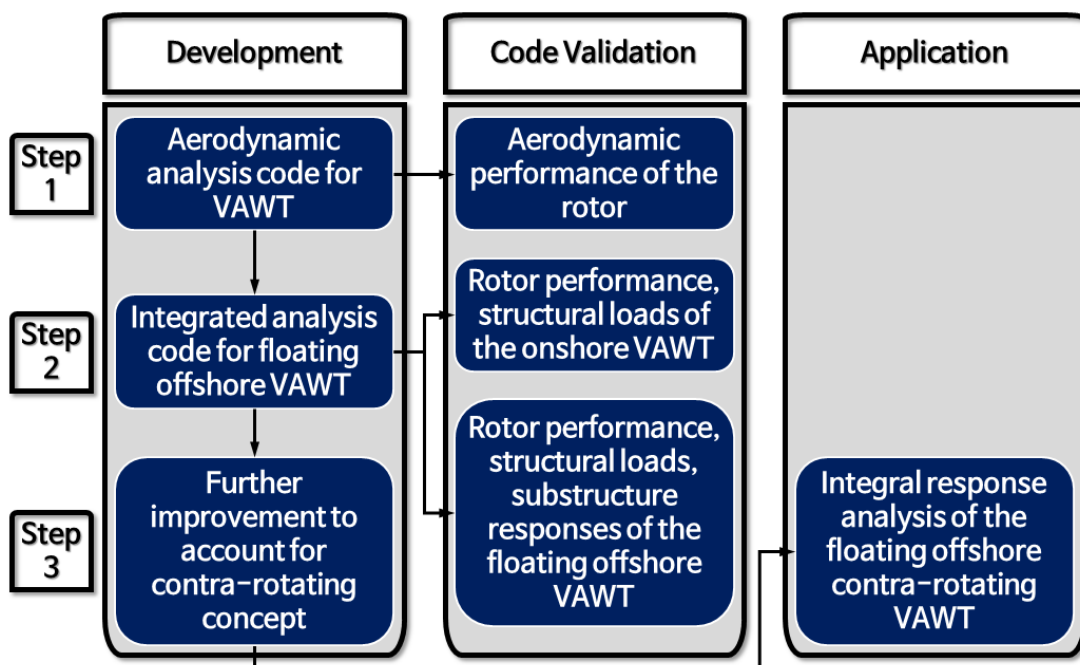 Development
Code Validation
Application
Step
1
Aerodynamic
analysis code for
VAWT
Aerodynamic
performance of the
rotor
Step
2
Integrated analysis
code for floating
offshore VAWT
Rotor performance,
structural loads of
the onshore VAWT
Step
3
Further
improvement to
account for
contra-rotating
concept
Rotor performance,
structural loads,
substructure
responses of the
floating offshore
VAWT
Integral response
analysis of the
floating offshore
contra-rotating
VAWT